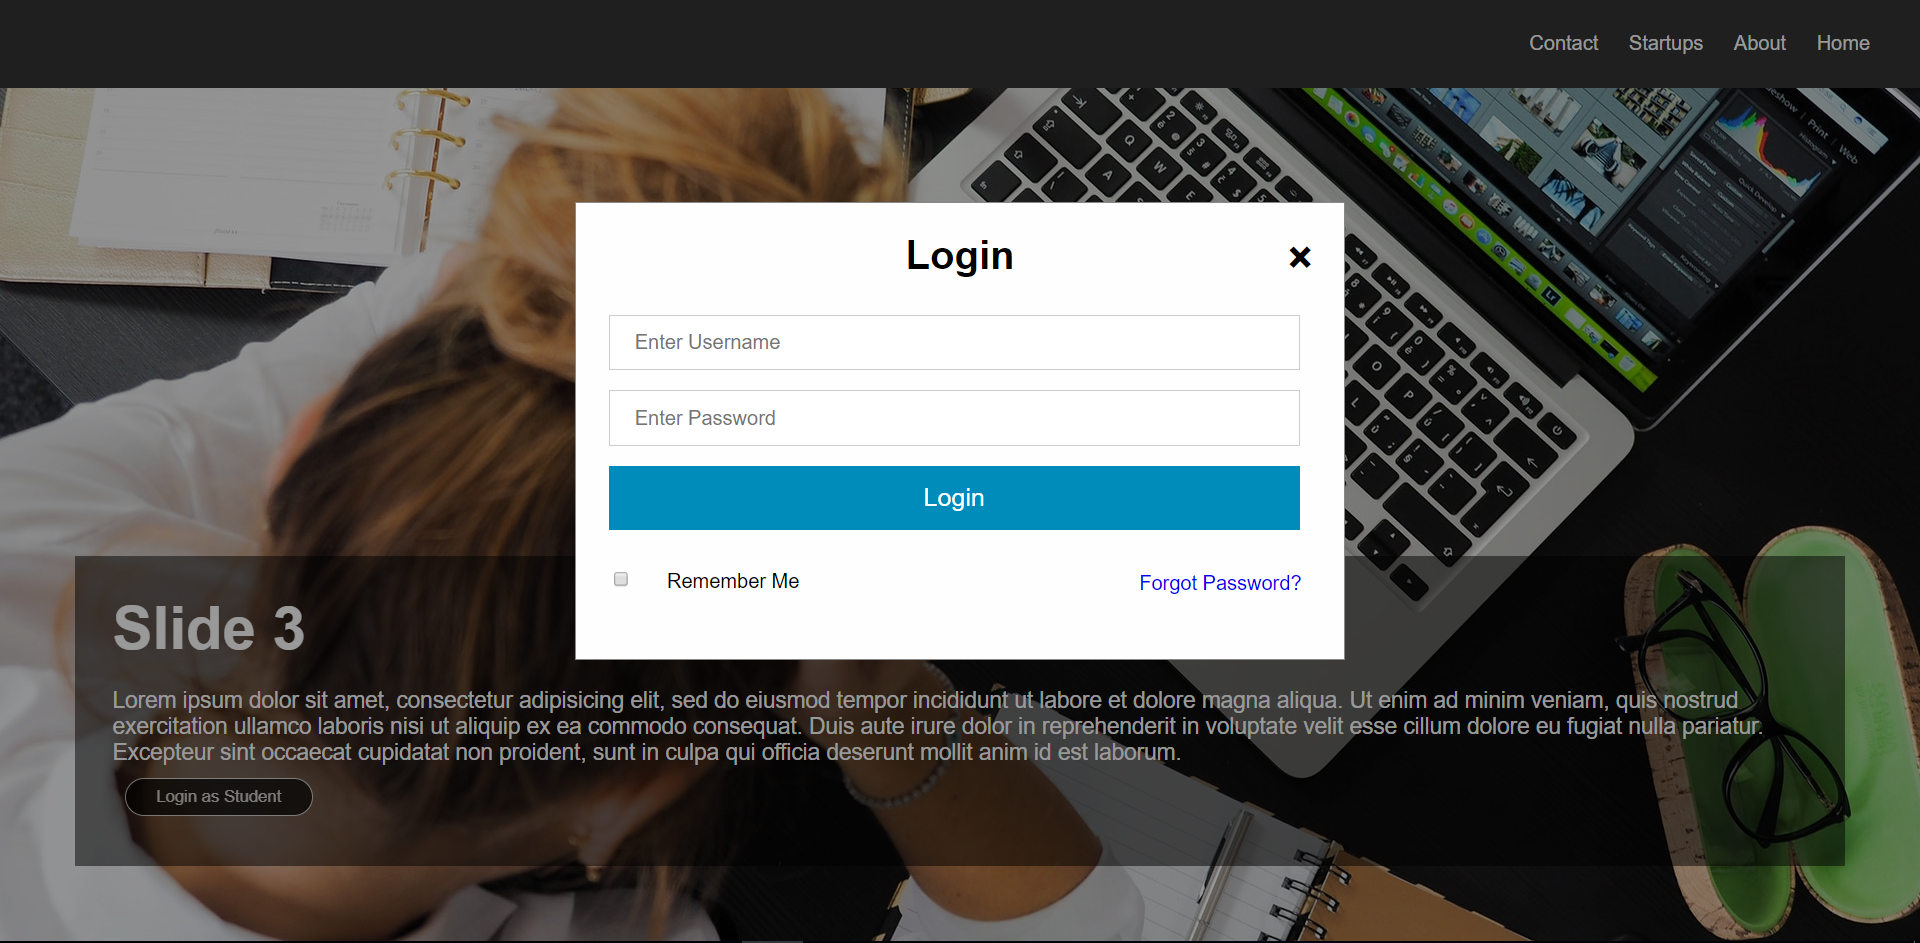 Contact Startups About Home
Login
×
Enter Username
Enter Password
Login
Remember Me Forgot Password?
Slide 3
Lorem ipsum dolor sit amet, consectetur adipisicing elit, sed do eiusmod tempor incididunt ut labore et dolore magna aliqua. Ut enim ad minim veniam, quis nostrud
exercitation ullamco laboris nisi ut aliquip ex ea commodo consequat. Duis aute irure dolor in reprehenderit in voluptate velit esse cillum dolore eu fugiat nulla pariatur.
Excepteur sint occaecat cupidatat non proident, sunt in culpa qui officia deserunt mollit anim id est laborum.
Login as Student
Print
Web
Q
W
E
A
O
P
L